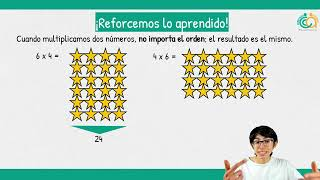 ¡Reforcemos lo aprendido!
Cuando multiplicamos dos números, no importa el orden; el resultado es el mismo.
6 x 4 =
4 x 6 =
24